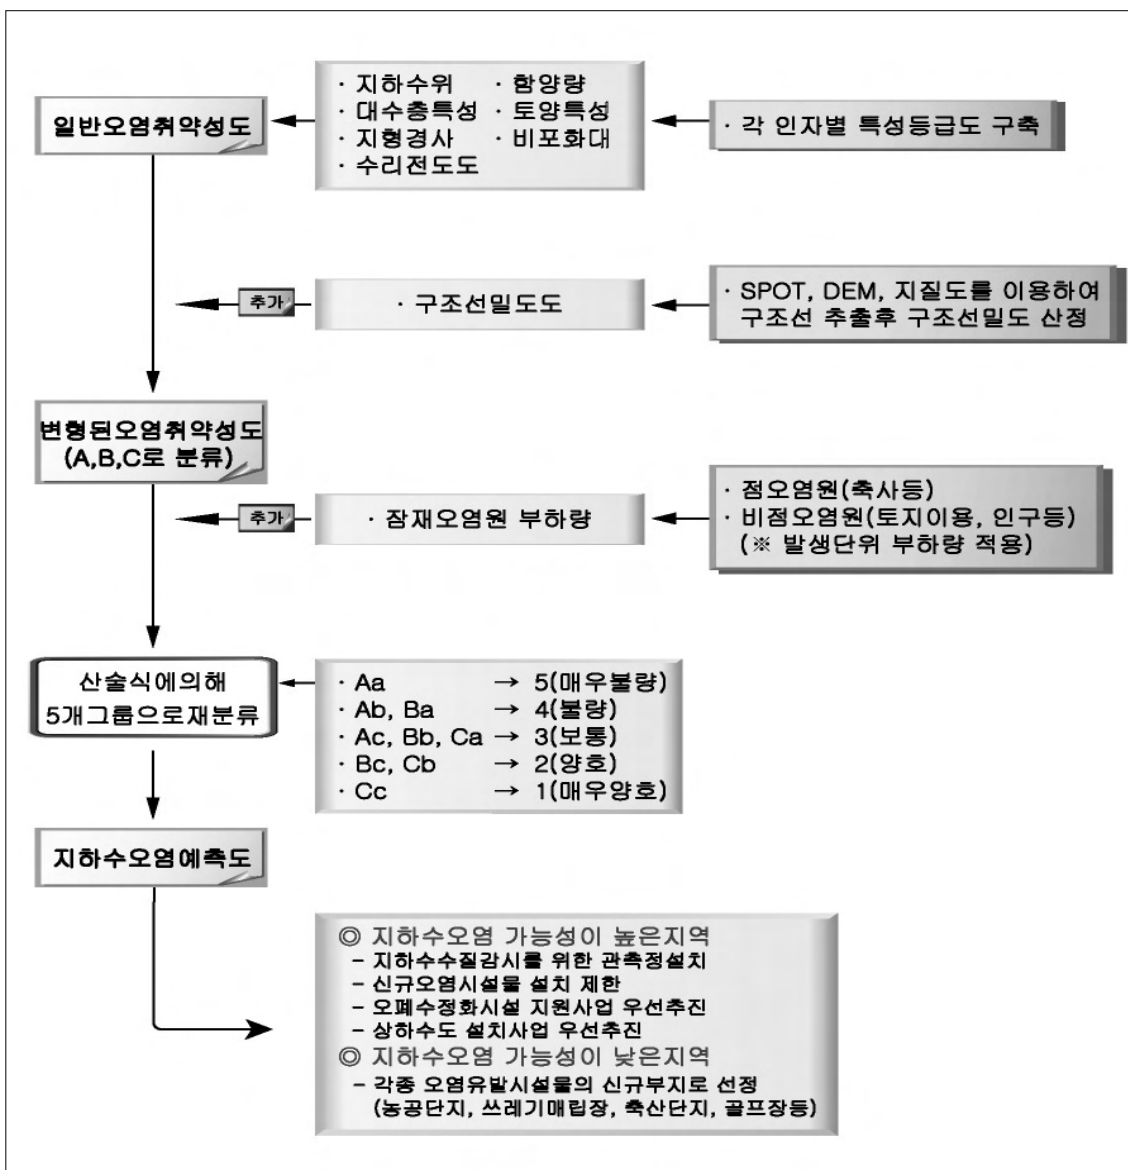 일반오염취약성도
· 지하수위 · 함양량
· 대수층특성 · 토양특성
· 지형경사 · 비포화대
· 수리전도도
· 각 인자별 특성등급도 구축
추가
· 구조선밀도도
· SPOT, DEM, 지질도를 이용하여
구조선 추출후 구조선밀도 산정
변형된오염취약성도
(A,B,C로 분류)
추가
· 잠재오염원 부하량
· 점오염원(축사등)
· 비점오염원(토지이용, 인구등)
(※ 발생단위 부하량 적용)
산술식에의해
5개그룹으로재분류
· Aa → 5(매우불량)
· Ab, Ba → 4(불량)
· Ac, Bb, Ca → 3(보통)
· Bc, Cb → 2(양호)
· Cc → 1(매우양호)
지하수오염예측도
◎ 지하수오염 가능성이 높은지역
– 지하수수질감시를 위한 관측정설치
– 신규오염시설물 설치 제한
– 오폐수정화시설 지원사업 우선추진
– 상하수도 설치사업 우선추진
◎ 지하수오염 가능성이 낮은지역
– 각종 오염유발시설물의 신규부지로 선정
(농공단지, 쓰레기매립장, 축산단지, 골프장등)